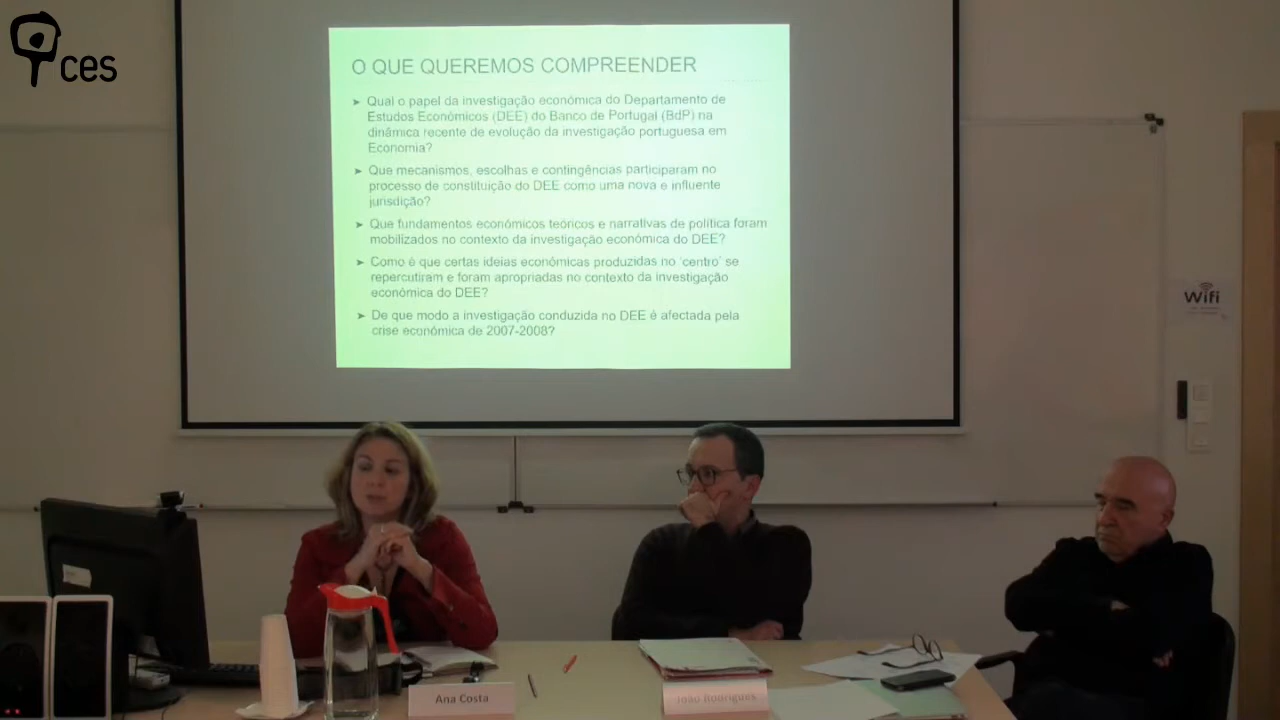 ces
O QUE QUEREMOS COMPREENDER
➤ Qual o papel da investigação económica do Departamento de
Estudos Económicos (DEE) do Banco de Portugal (BdP) na
dinâmica recente de evolução da investigação portuguesa em
Economia?
➤ Que mecanismos, escolhas e contingências participaram no
processo de constituição do DEE como uma nova e influente
jurisdição?
➤ Que fundamentos económicos teóricos e narrativas de política foram
mobilizados no contexto da investigação económica do DEE?
➤ Como é que certas ideias económicas produzidas no 'centro' se
repercutiram e foram apropriadas no contexto da investigação
económica do DEE?
➤ De que modo a investigação conduzida no DEE é afectada pela
crise económica de 2007-2008?
Wifi
Ana Costa
João Rodrigues